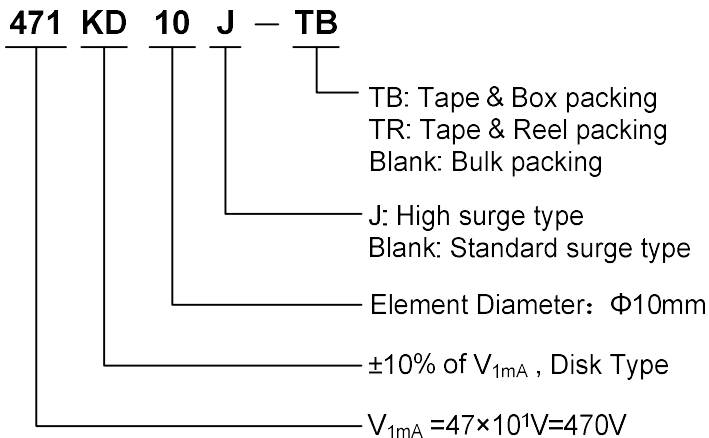 471 KD 10 J — TB
TB: Tape & Box packing
TR: Tape & Reel packing
Blank: Bulk packing
J: High surge type
Blank: Standard surge type
Element Diameter：Φ10mm
±10% of V₁ₘA , Disk Type
V₁ₘA =47×10¹V=470V